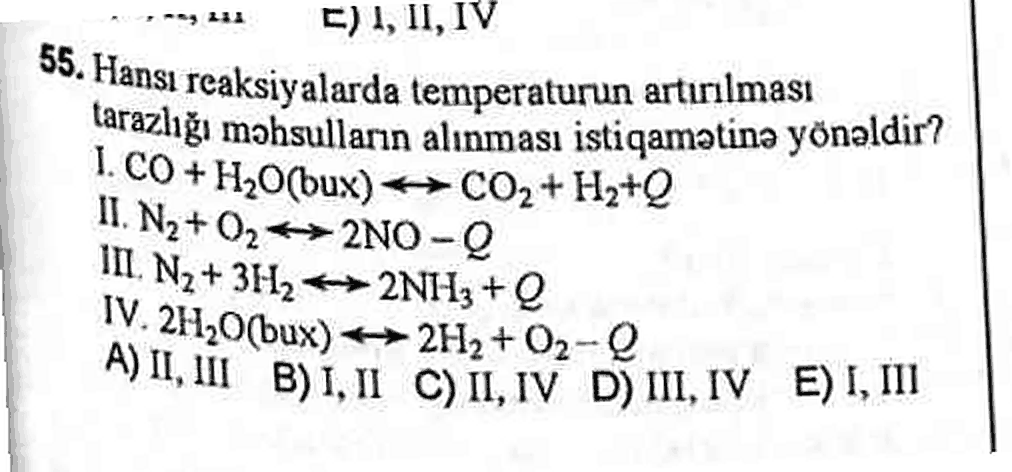 E) I, II, IV
55. Hansı reaksiyalarda temperaturun artırılması
tarazlığı məhsulların alınması istiqamətinə yönəldir?
I. CO + H₂O(bux) ⟷ CO₂ + H₂+Q
II. N₂ + O₂ ⟷ 2NO – Q
III. N₂ + 3H₂ ⟷ 2NH₃ + Q
IV. 2H₂O(bux) ⟷ 2H₂ + O₂ – Q
A) II, III B) I, II C) II, IV D) III, IV E) I, III